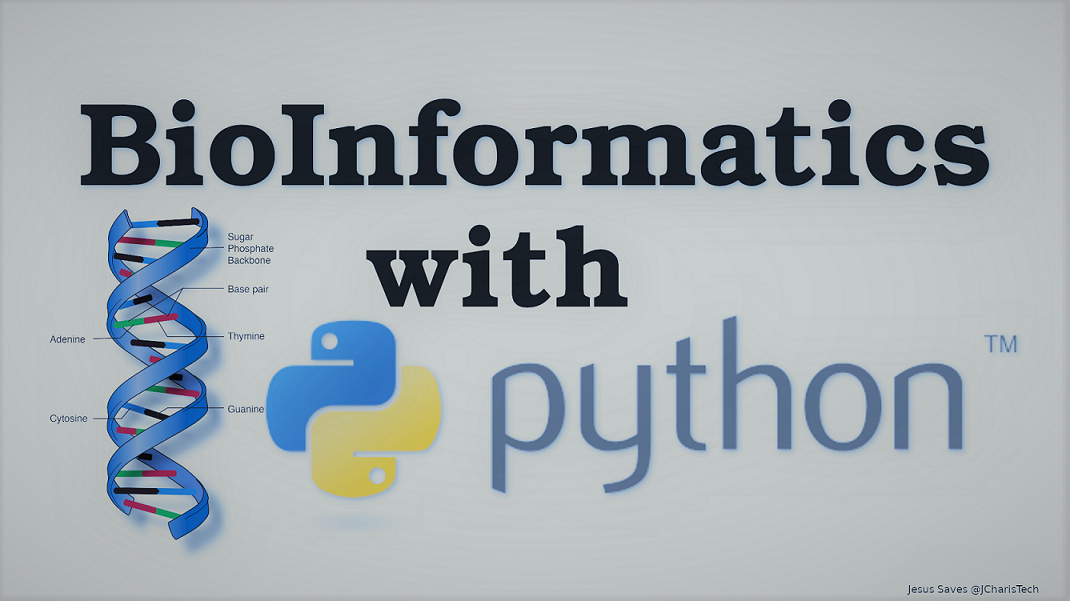 BioInformatics
with
python
TM
Sugar
Phosphate
Backbone
Base pair
Adenine
Thymine
Cytosine
Guanine
Jesus Saves @JCharisTech